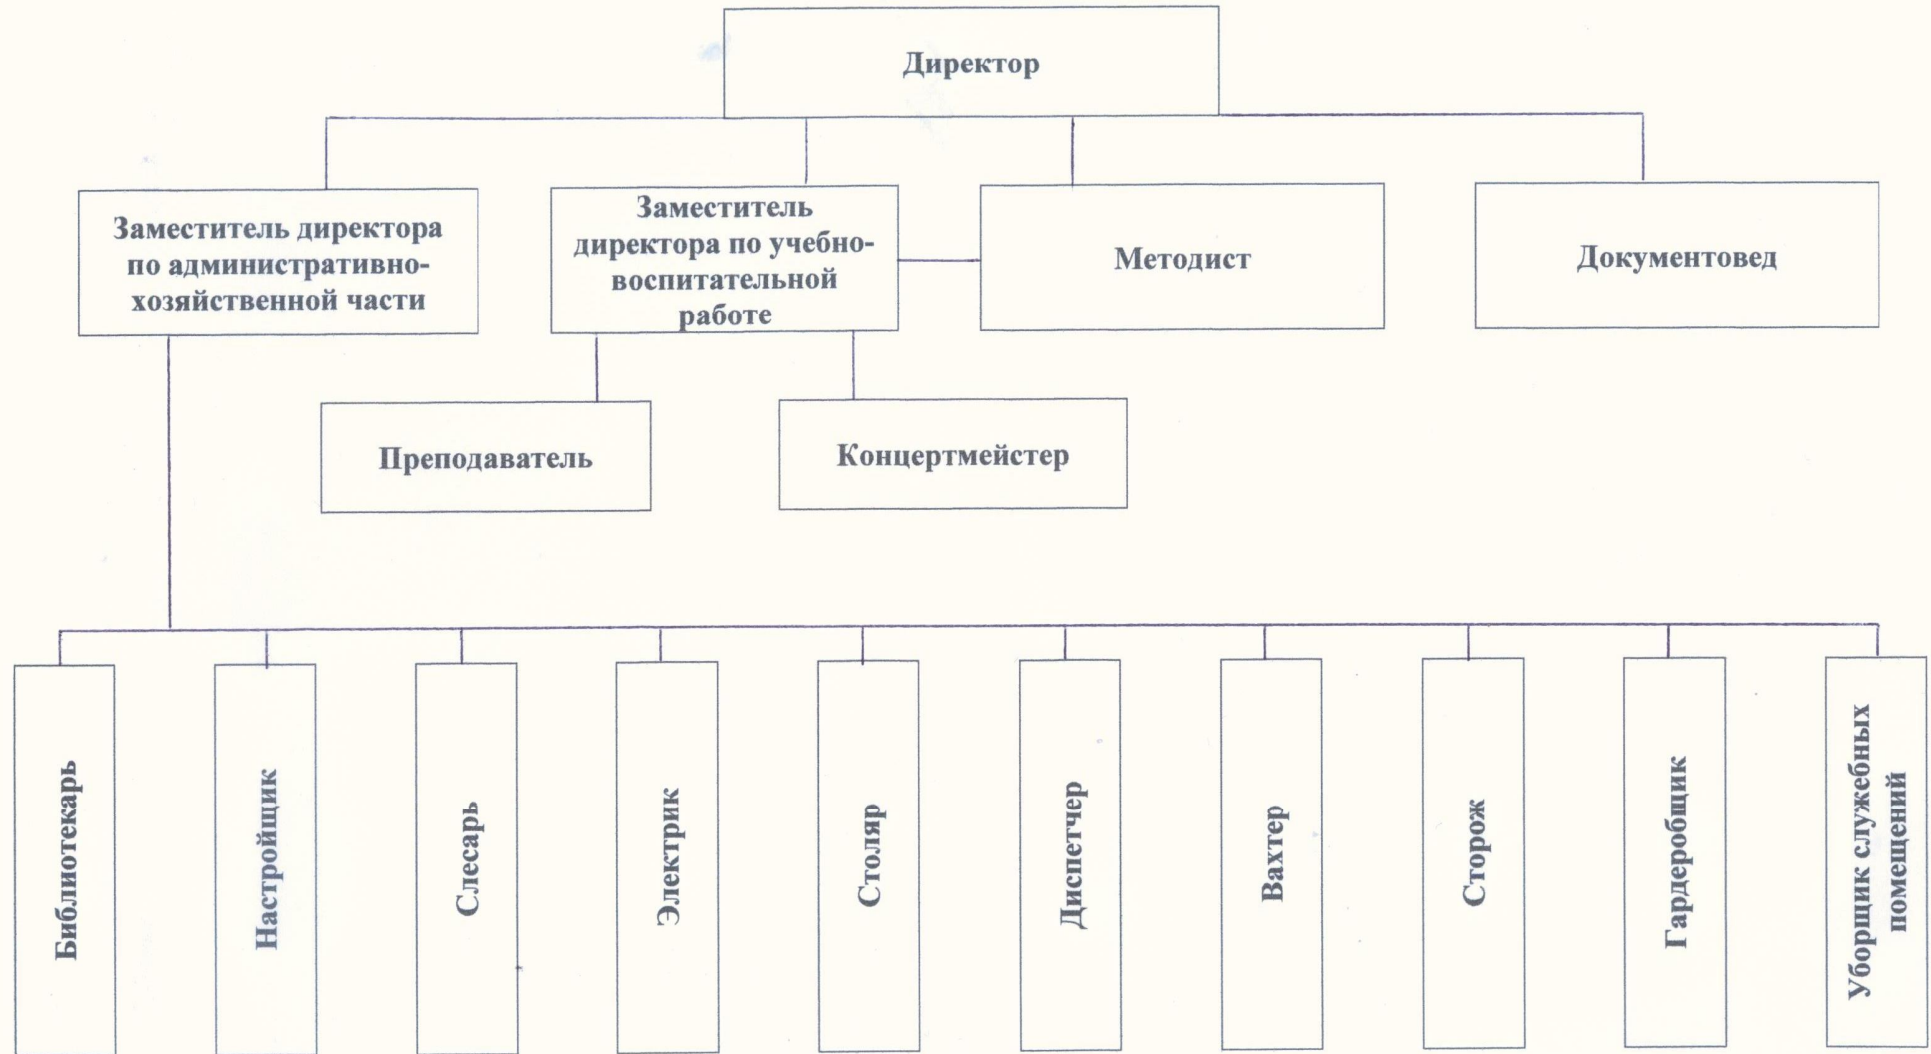 Директор
Заместитель директора
по административно-
хозяйственной части
Заместитель
директора по учебно-
воспитательной
работе
Методист
Документовед
Преподаватель
Концертмейстер
Библиотекарь
Настройщик
Слесарь
Электрик
Столяр
Диспетчер
Вахтер
Сторож
Гардеробщик
Уборщик служебных
помещений